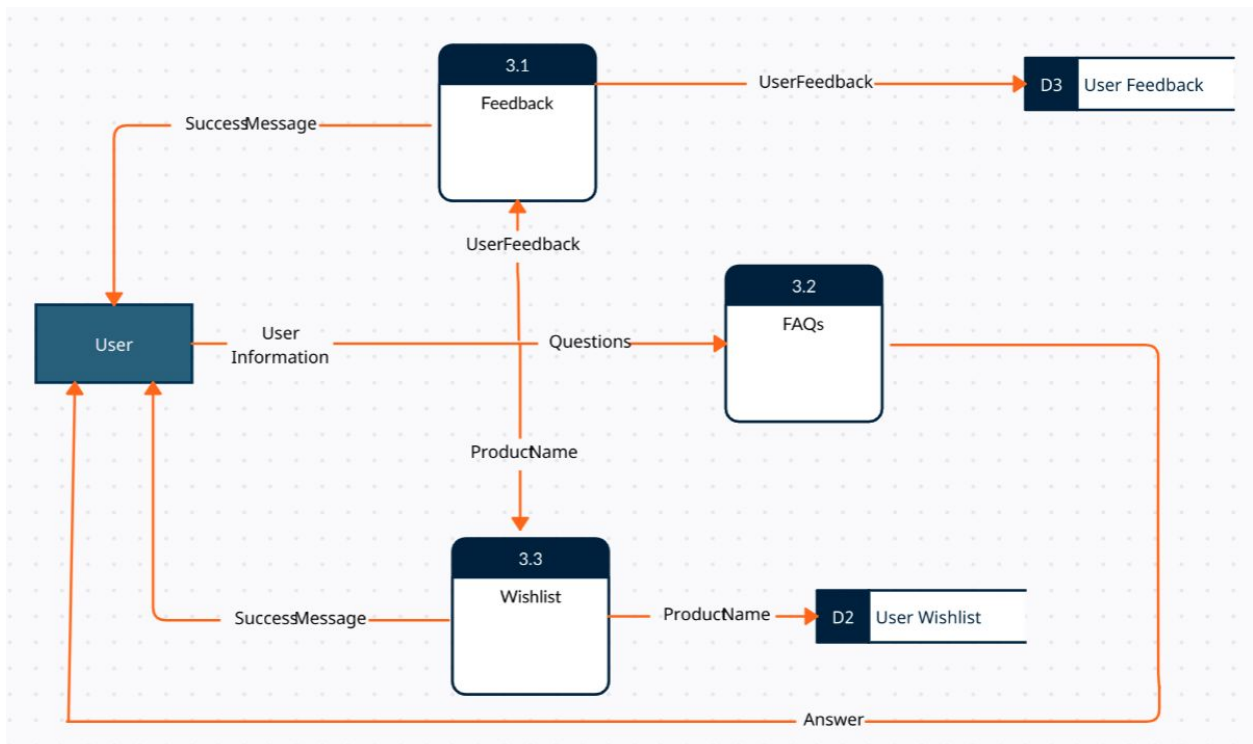 3.1
Feedback
UserFeedback
D3
User Feedback
SuccessMessage
UserFeedback
3.2
FAQs
User
User
Information
Questions
ProductName
3.3
Wishlist
SuccessMessage
ProductName
D2
User Wishlist
Answer